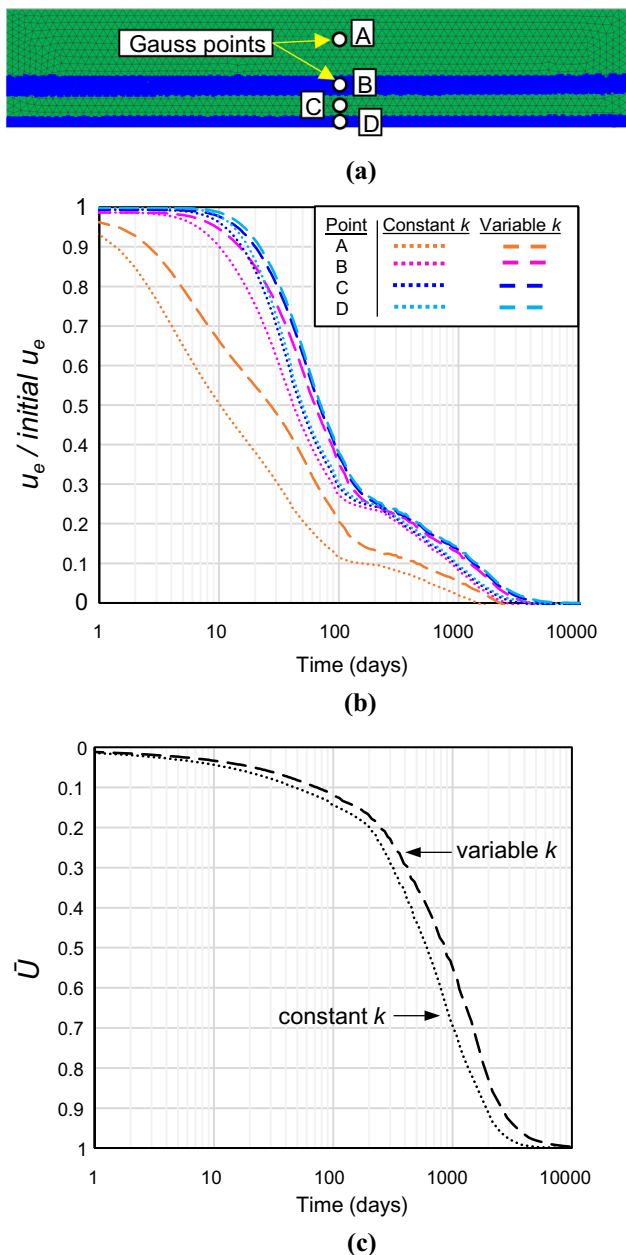 Gauss points
A
B
C
D
(a)
1
0.9
0.8
0.7
0.6
0.5
0.4
0.3
0.2
0.1
0
u_e / initial u_e
Point Constant k Variable k
A
B
C
D
1 10 100 1000 10000
Time (days)
(b)
0
0.1
0.2
0.3
0.4
0.5
0.6
0.7
0.8
0.9
1
Ū
variable k
constant k
1 10 100 1000 10000
Time (days)
(c)